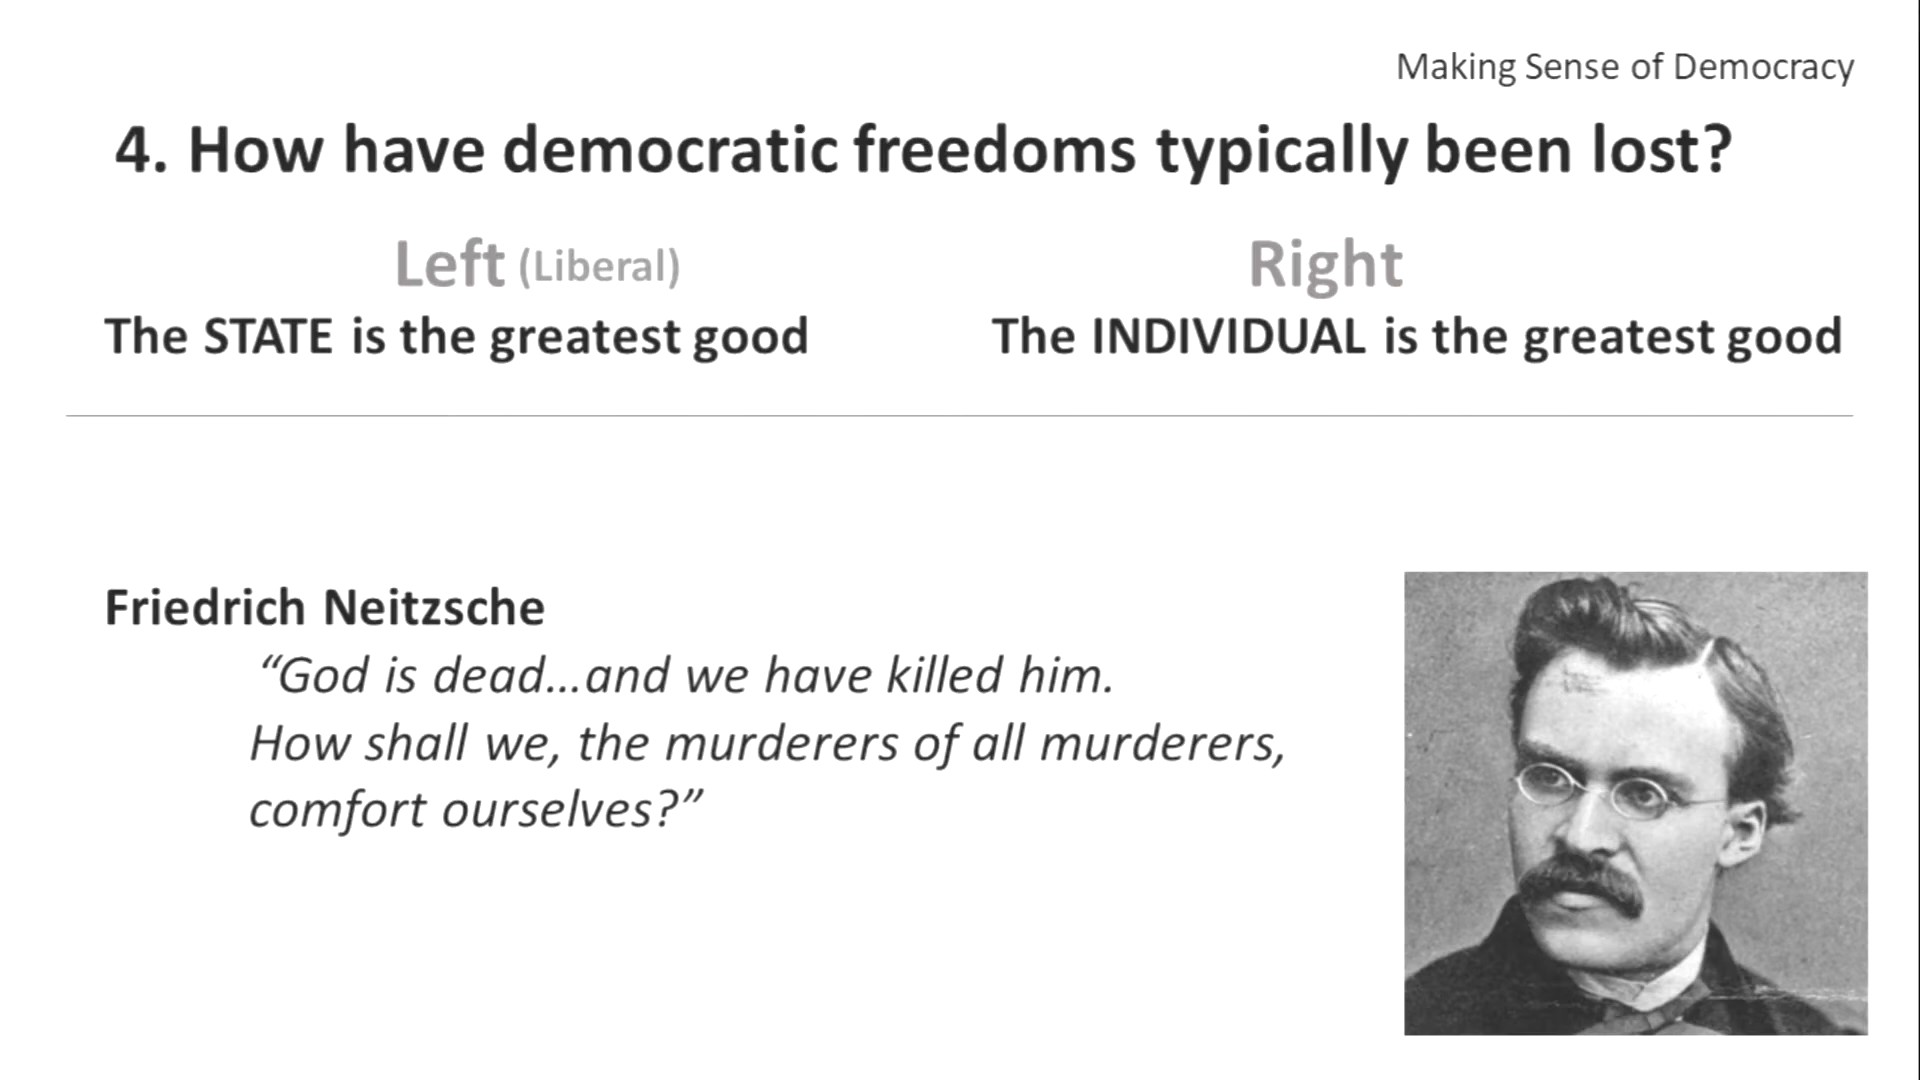 Making Sense of Democracy
4. How have democratic freedoms typically been lost?
Left (Liberal)
Right
The STATE is the greatest good
The INDIVIDUAL is the greatest good
Friedrich Neitzsche
“God is dead...and we have killed him.
How shall we, the murderers of all murderers,
comfort ourselves?”